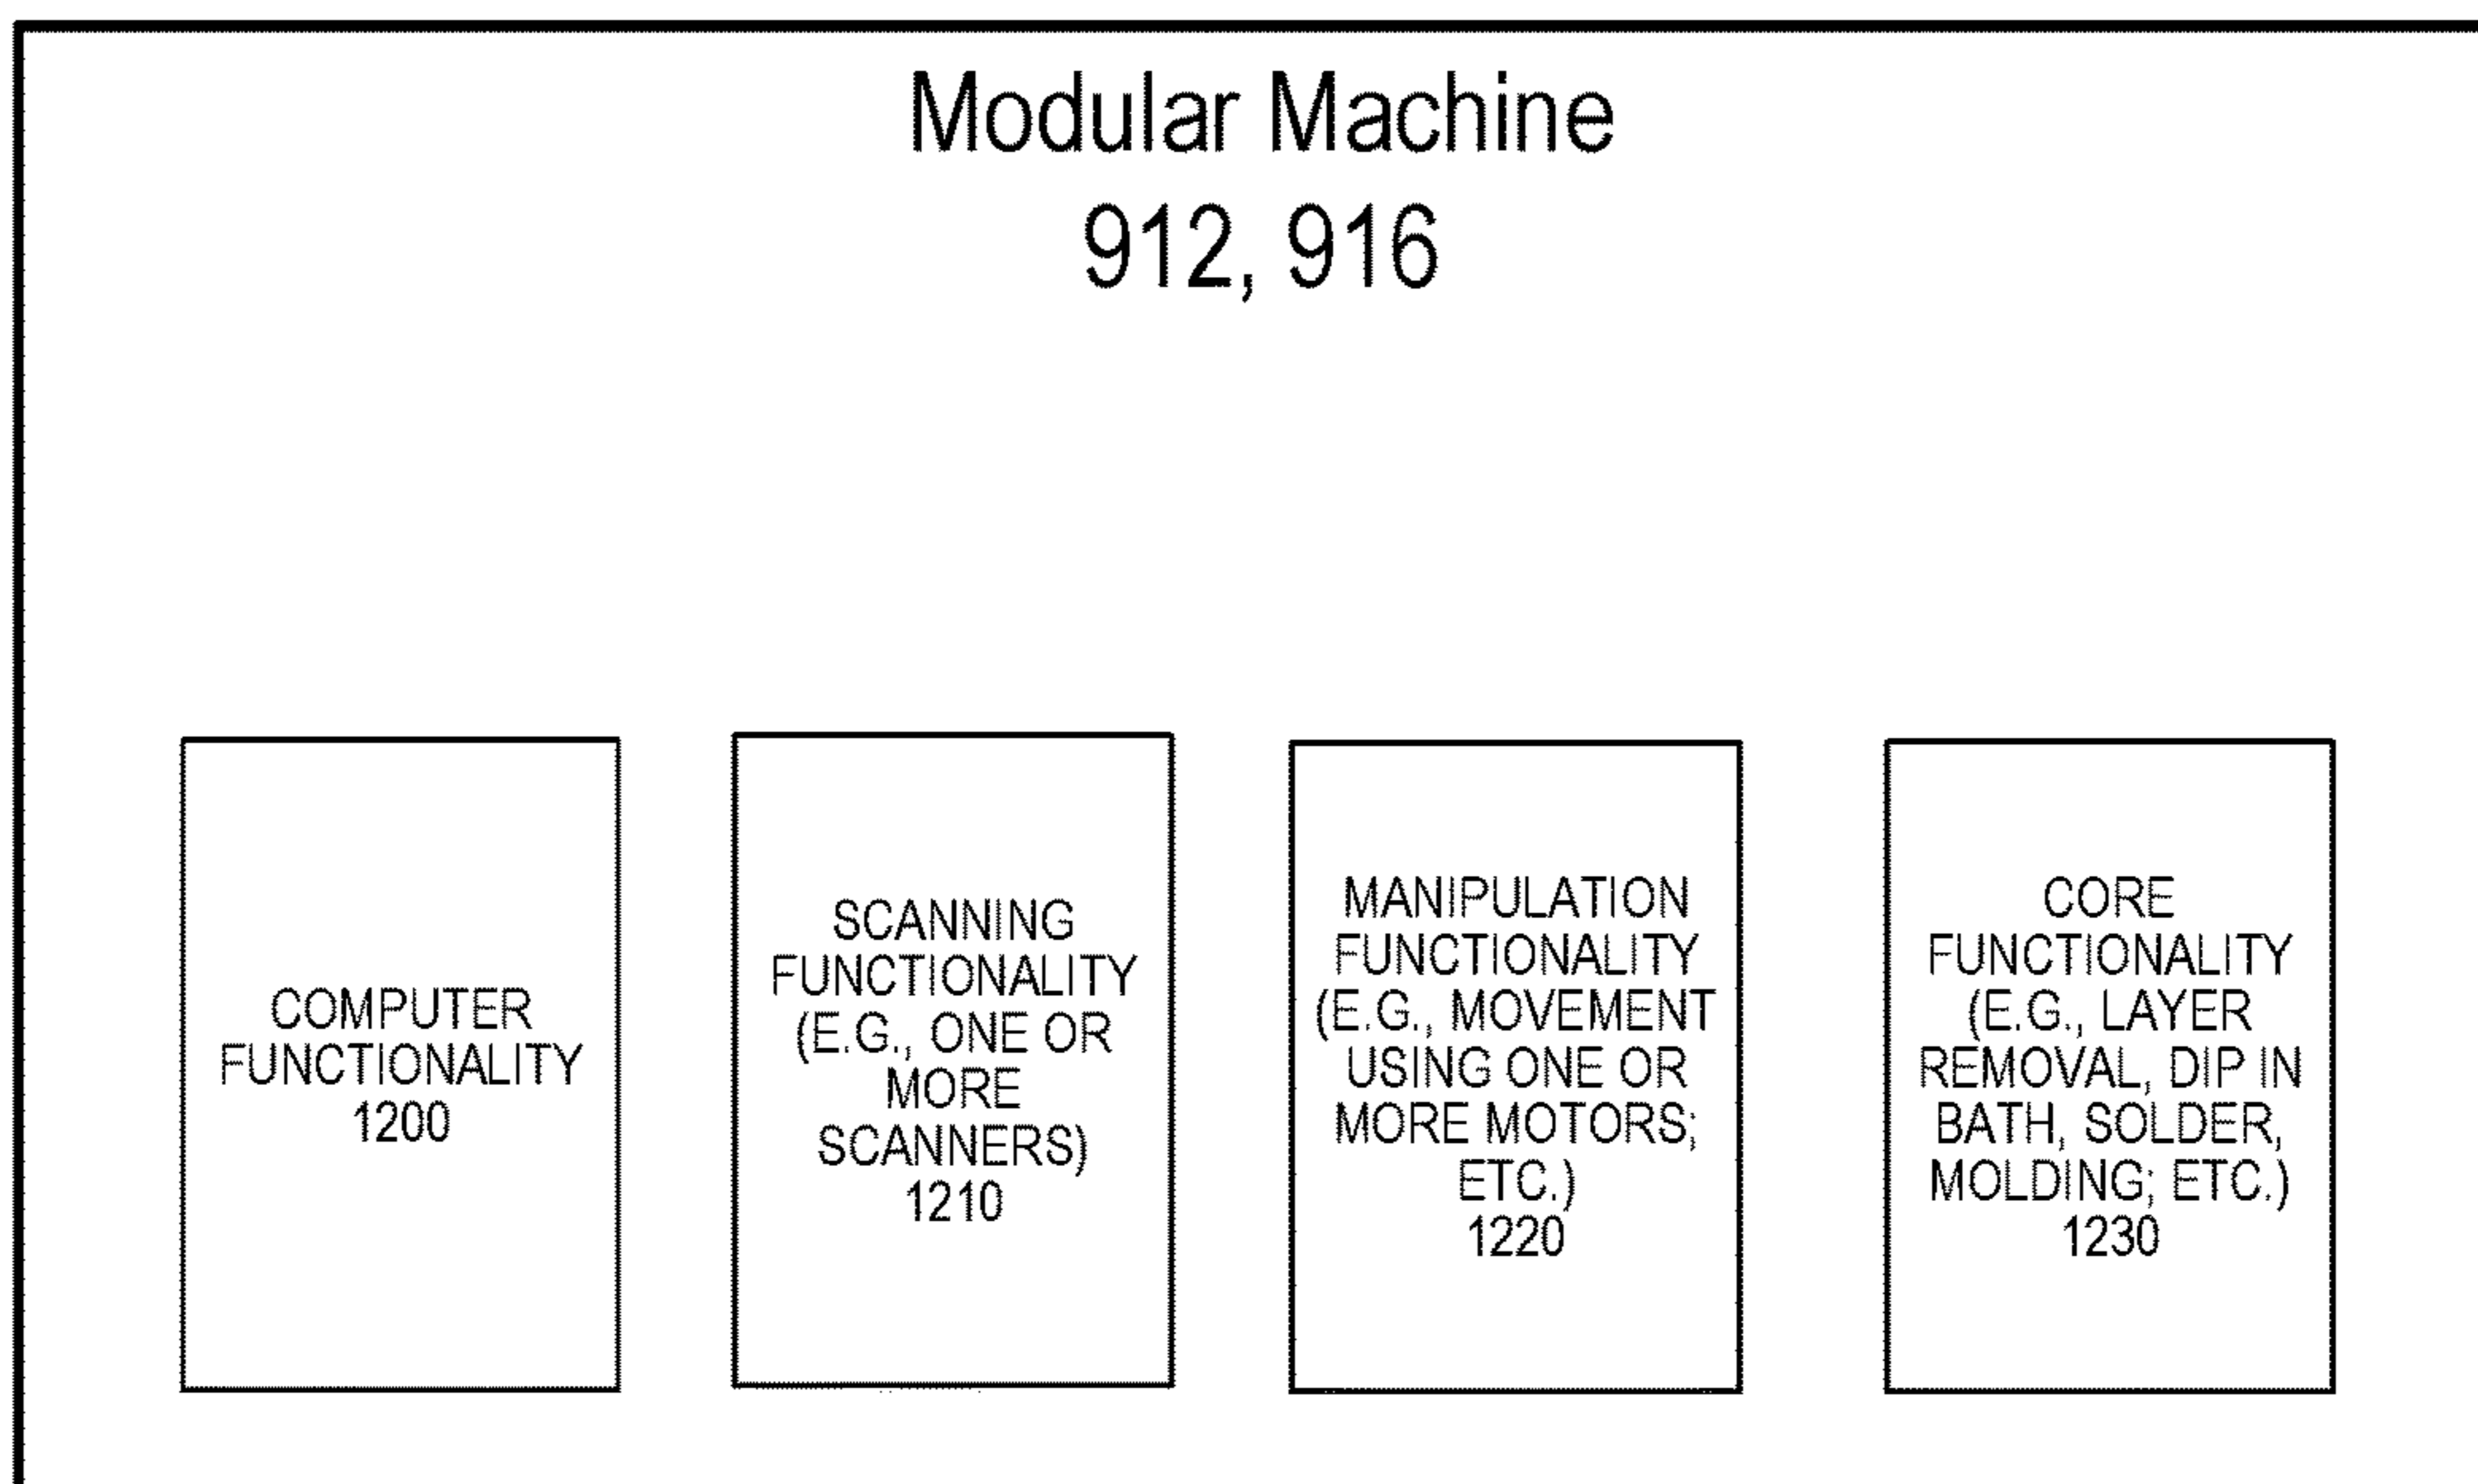 Modular Machine
912, 916
COMPUTER
FUNCTIONALITY
1200
SCANNING
FUNCTIONALITY
(E.G., ONE OR
MORE
SCANNERS)
1210
MANIPULATION
FUNCTIONALITY
(E.G., MOVEMENT
USING ONE OR
MORE MOTORS;
ETC.)
1220
CORE
FUNCTIONALITY
(E.G., LAYER
REMOVAL, DIP IN
BATH, SOLDER,
MOLDING; ETC.)
1230